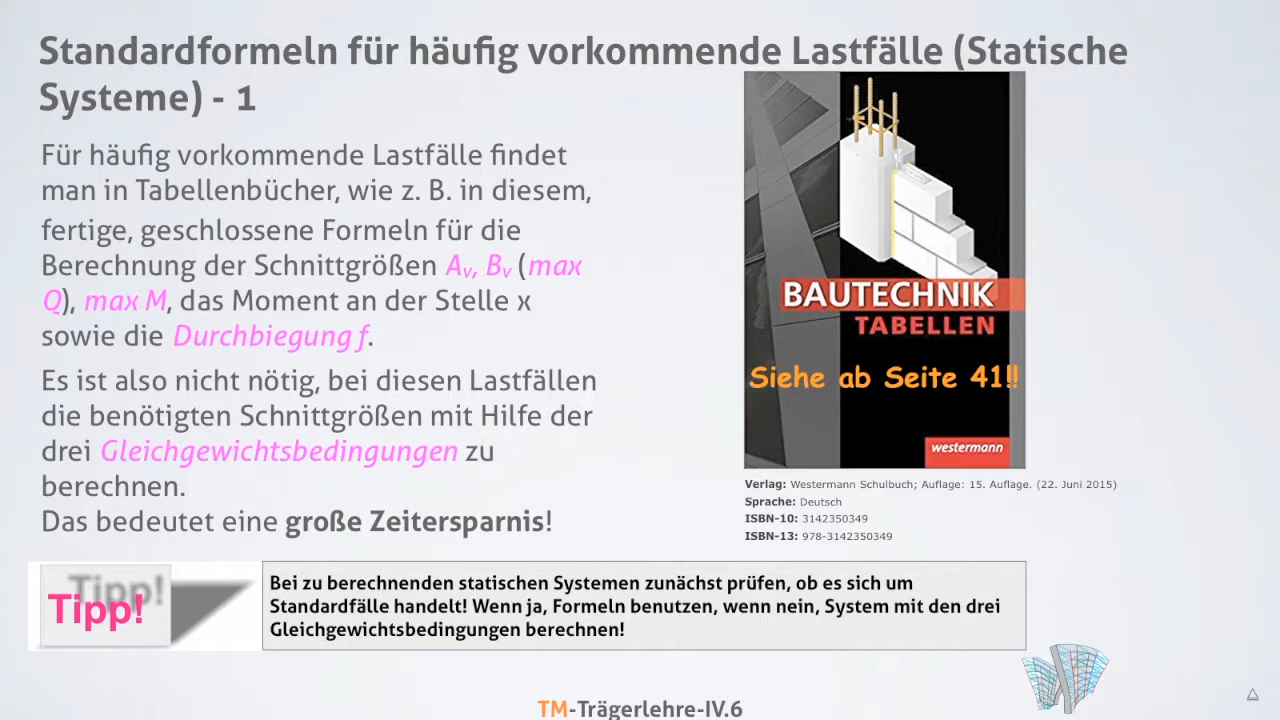 Standardformeln für häufig vorkommende Lastfälle (Statische
Systeme) - 1
Für häufig vorkommende Lastfälle findet
man in Tabellenbücher, wie z. B. in diesem,
fertige, geschlossene Formeln für die
Berechnung der Schnittgrößen Av, Bv (max
Q), max M, das Moment an der Stelle x
sowie die Durchbiegung f.
Es ist also nicht nötig, bei diesen Lastfällen
die benötigten Schnittgrößen mit Hilfe der
drei Gleichgewichtsbedingungen zu
berechnen.
Das bedeutet eine große Zeitersparnis!
BAUTECHNIK
TABELLEN
Siehe ab Seite 41!!
westermann
Verlag: Westermann Schulbuch; Auflage: 15. Auflage. (22. Juni 2015)
Sprache: Deutsch
ISBN-10: 3142350349
ISBN-13: 978-3142350349
Tipp!
Tipp!
Bei zu berechnenden statischen Systemen zunächst prüfen, ob es sich um
Standardfälle handelt! Wenn ja, Formeln benutzen, wenn nein, System mit den drei
Gleichgewichtsbedingungen berechnen!
TM-Trägerlehre-IV.6